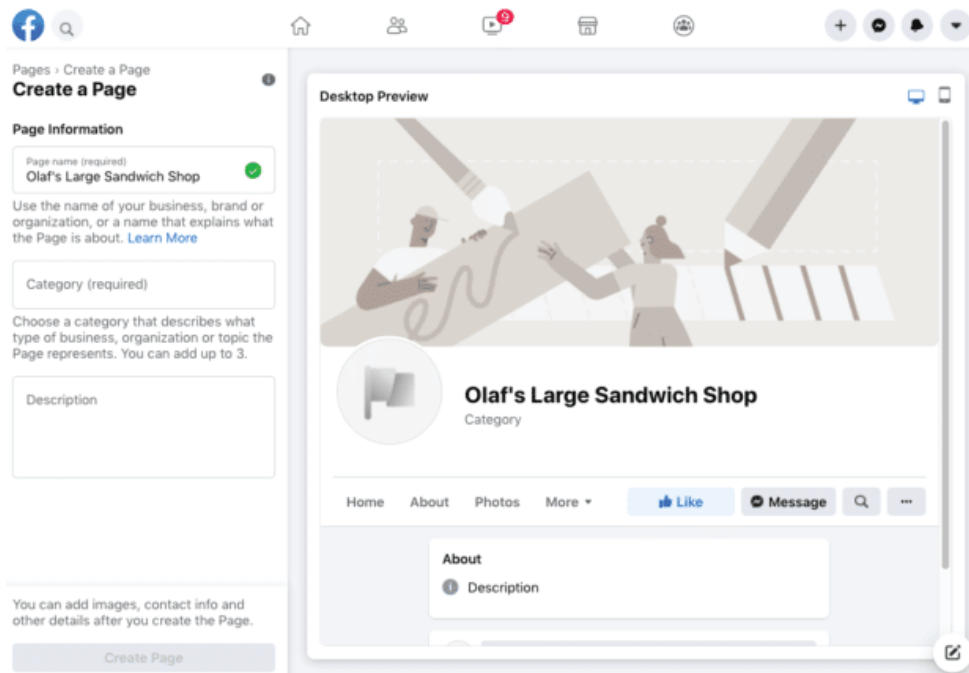 Pages › Create a Page
Create a Page
Page Information
Page name (required)
Olaf's Large Sandwich Shop
Use the name of your business, brand or
organization, or a name that explains what
the Page is about. Learn More
Category (required)
Choose a category that describes what
type of business, organization or topic the
Page represents. You can add up to 3.
Description
You can add images, contact info and
other details after you create the Page.
Create Page
9
Desktop Preview
Olaf's Large Sandwich Shop
Category
Home About Photos More Like Message
About
Description